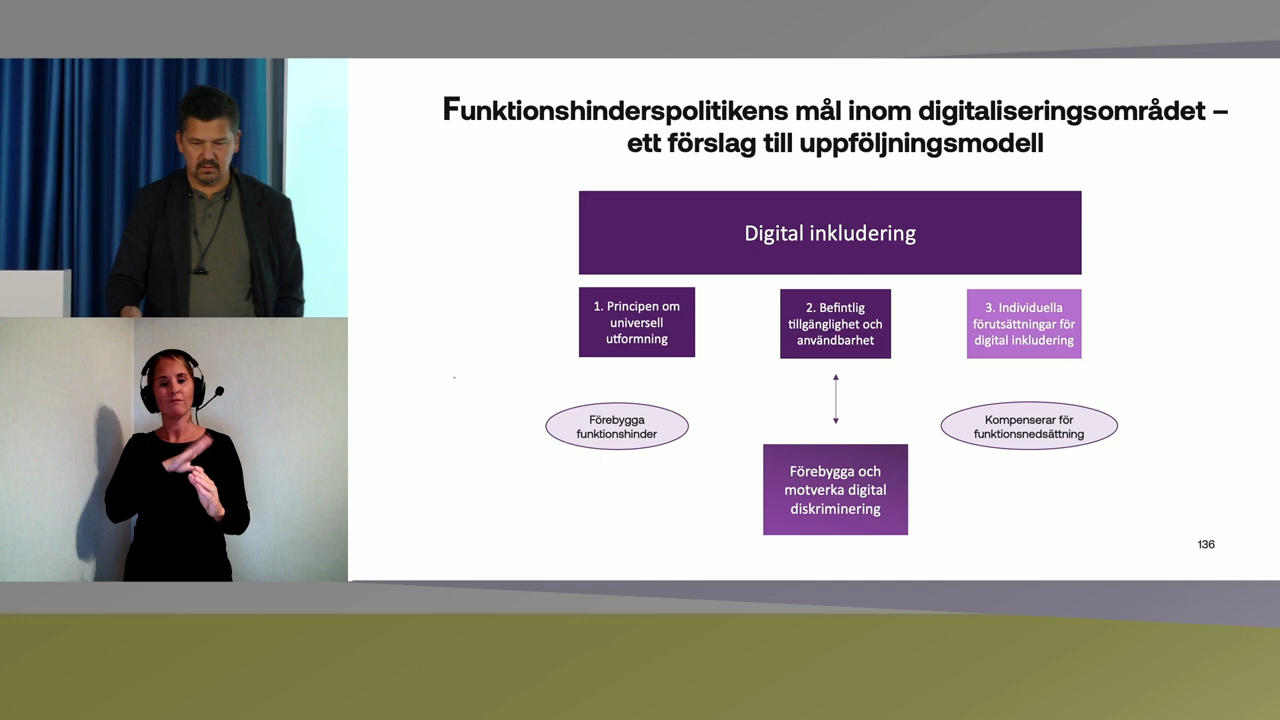 Funktionshinderspolitikens mål inom digitaliseringsområdet –
ett förslag till uppföljningsmodell
Digital inkludering
1. Principen om
universell
utformning
2. Befintlig
tillgänglighet och
användbarhet
3. Individuella
förutsättningar för
digital inkludering
Förebygga
funktionshinder
Kompenserar för
funktionsnedsättning
Förebygga och
motverka digital
diskriminering
136